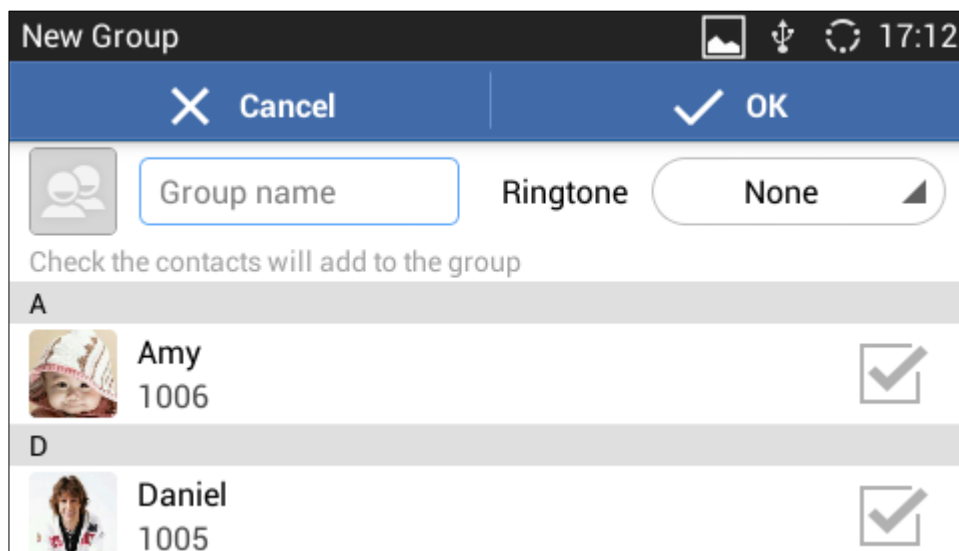 New Group 17:12
Cancel OK
Group name Ringtone None
Check the contacts will add to the group
A
Amy
1006
D
Daniel
1005